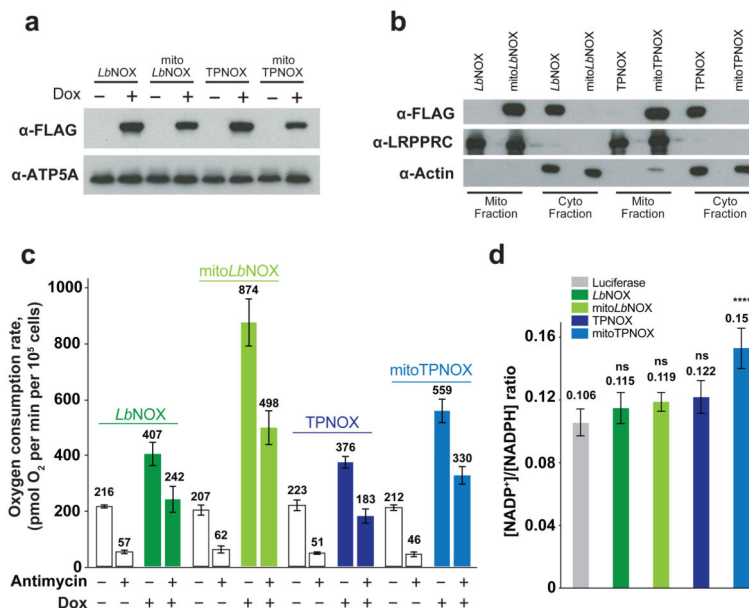 a
LbNOX
mito
LbNOX
TPNOX
mito
TPNOX
Dox
– + – + – + – +
α-FLAG
α-ATP5A
b
LbNOX
mitoLbNOX
LbNOX
mitoLbNOX
TPNOX
mitoTPNOX
TPNOX
mitoTPNOX
α-FLAG
α-LRPPRC
α-Actin
Mito
Fraction
Cyto
Fraction
Mito
Fraction
Cyto
Fraction
c
Oxygen consumption rate,
(pmol O₂ per min per 10⁵ cells)
1000
800
600
400
200
0
LbNOX
mitoLbNOX
TPNOX
mitoTPNOX
216
57
407
242
207
62
874
498
223
51
376
183
212
46
559
330
Antimycin – + – + – + – + – + – + – + – +
Dox – – + + – – + + – – + + – – + +
d
Luciferase
LbNOX
mitoLbNOX
TPNOX
mitoTPNOX
[NADP⁺]/[NADPH] ratio
0.16
0.12
0.08
0.04
0
0.106
ns
0.115
ns
0.119
ns
0.122
****